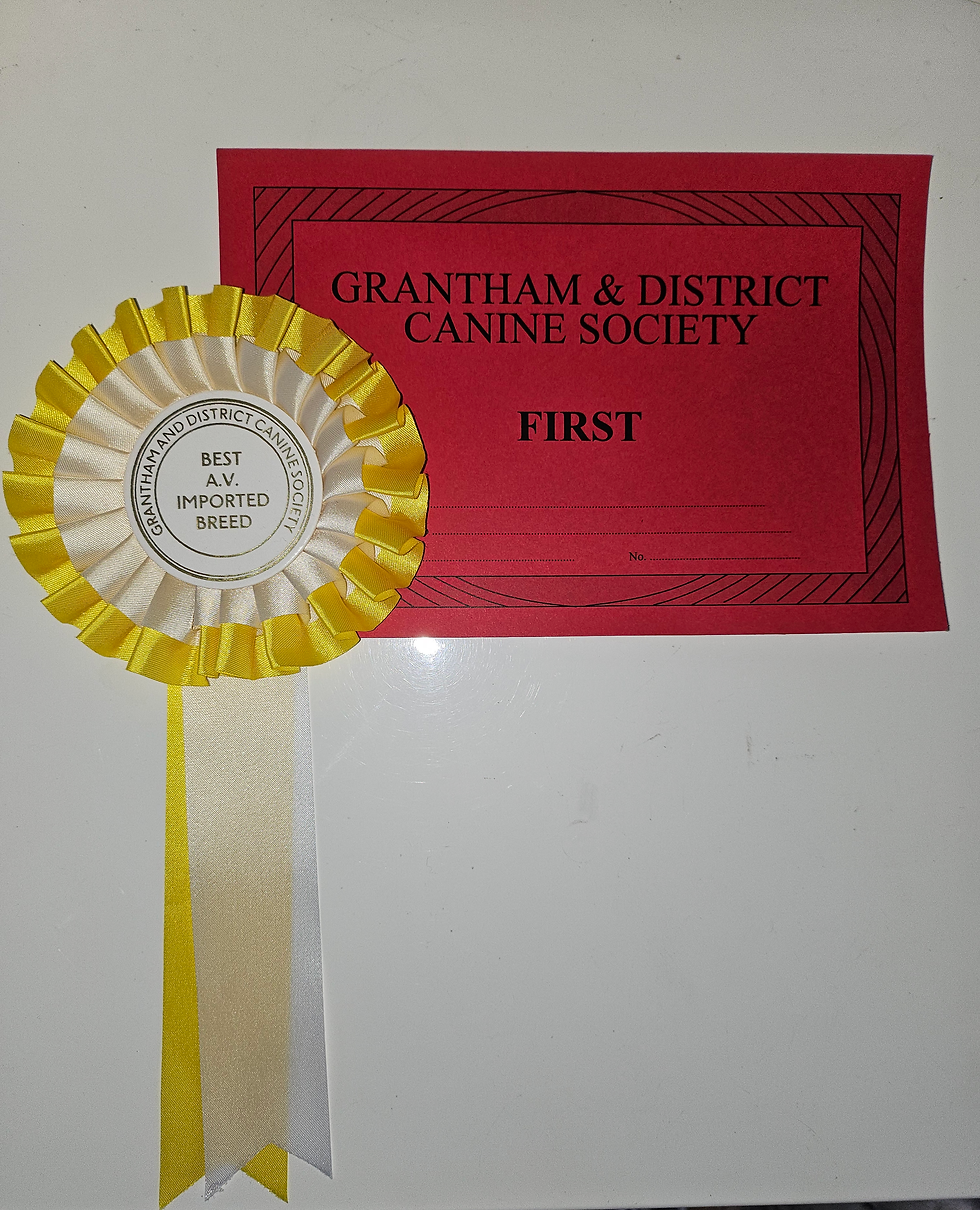 GRANTHAM & DISTRICT
CANINE SOCIETY
FIRST
No.
GRANTHAM AND DISTRICT CANINE SOCIETY
BEST
A.V.
IMPORTED
BREED